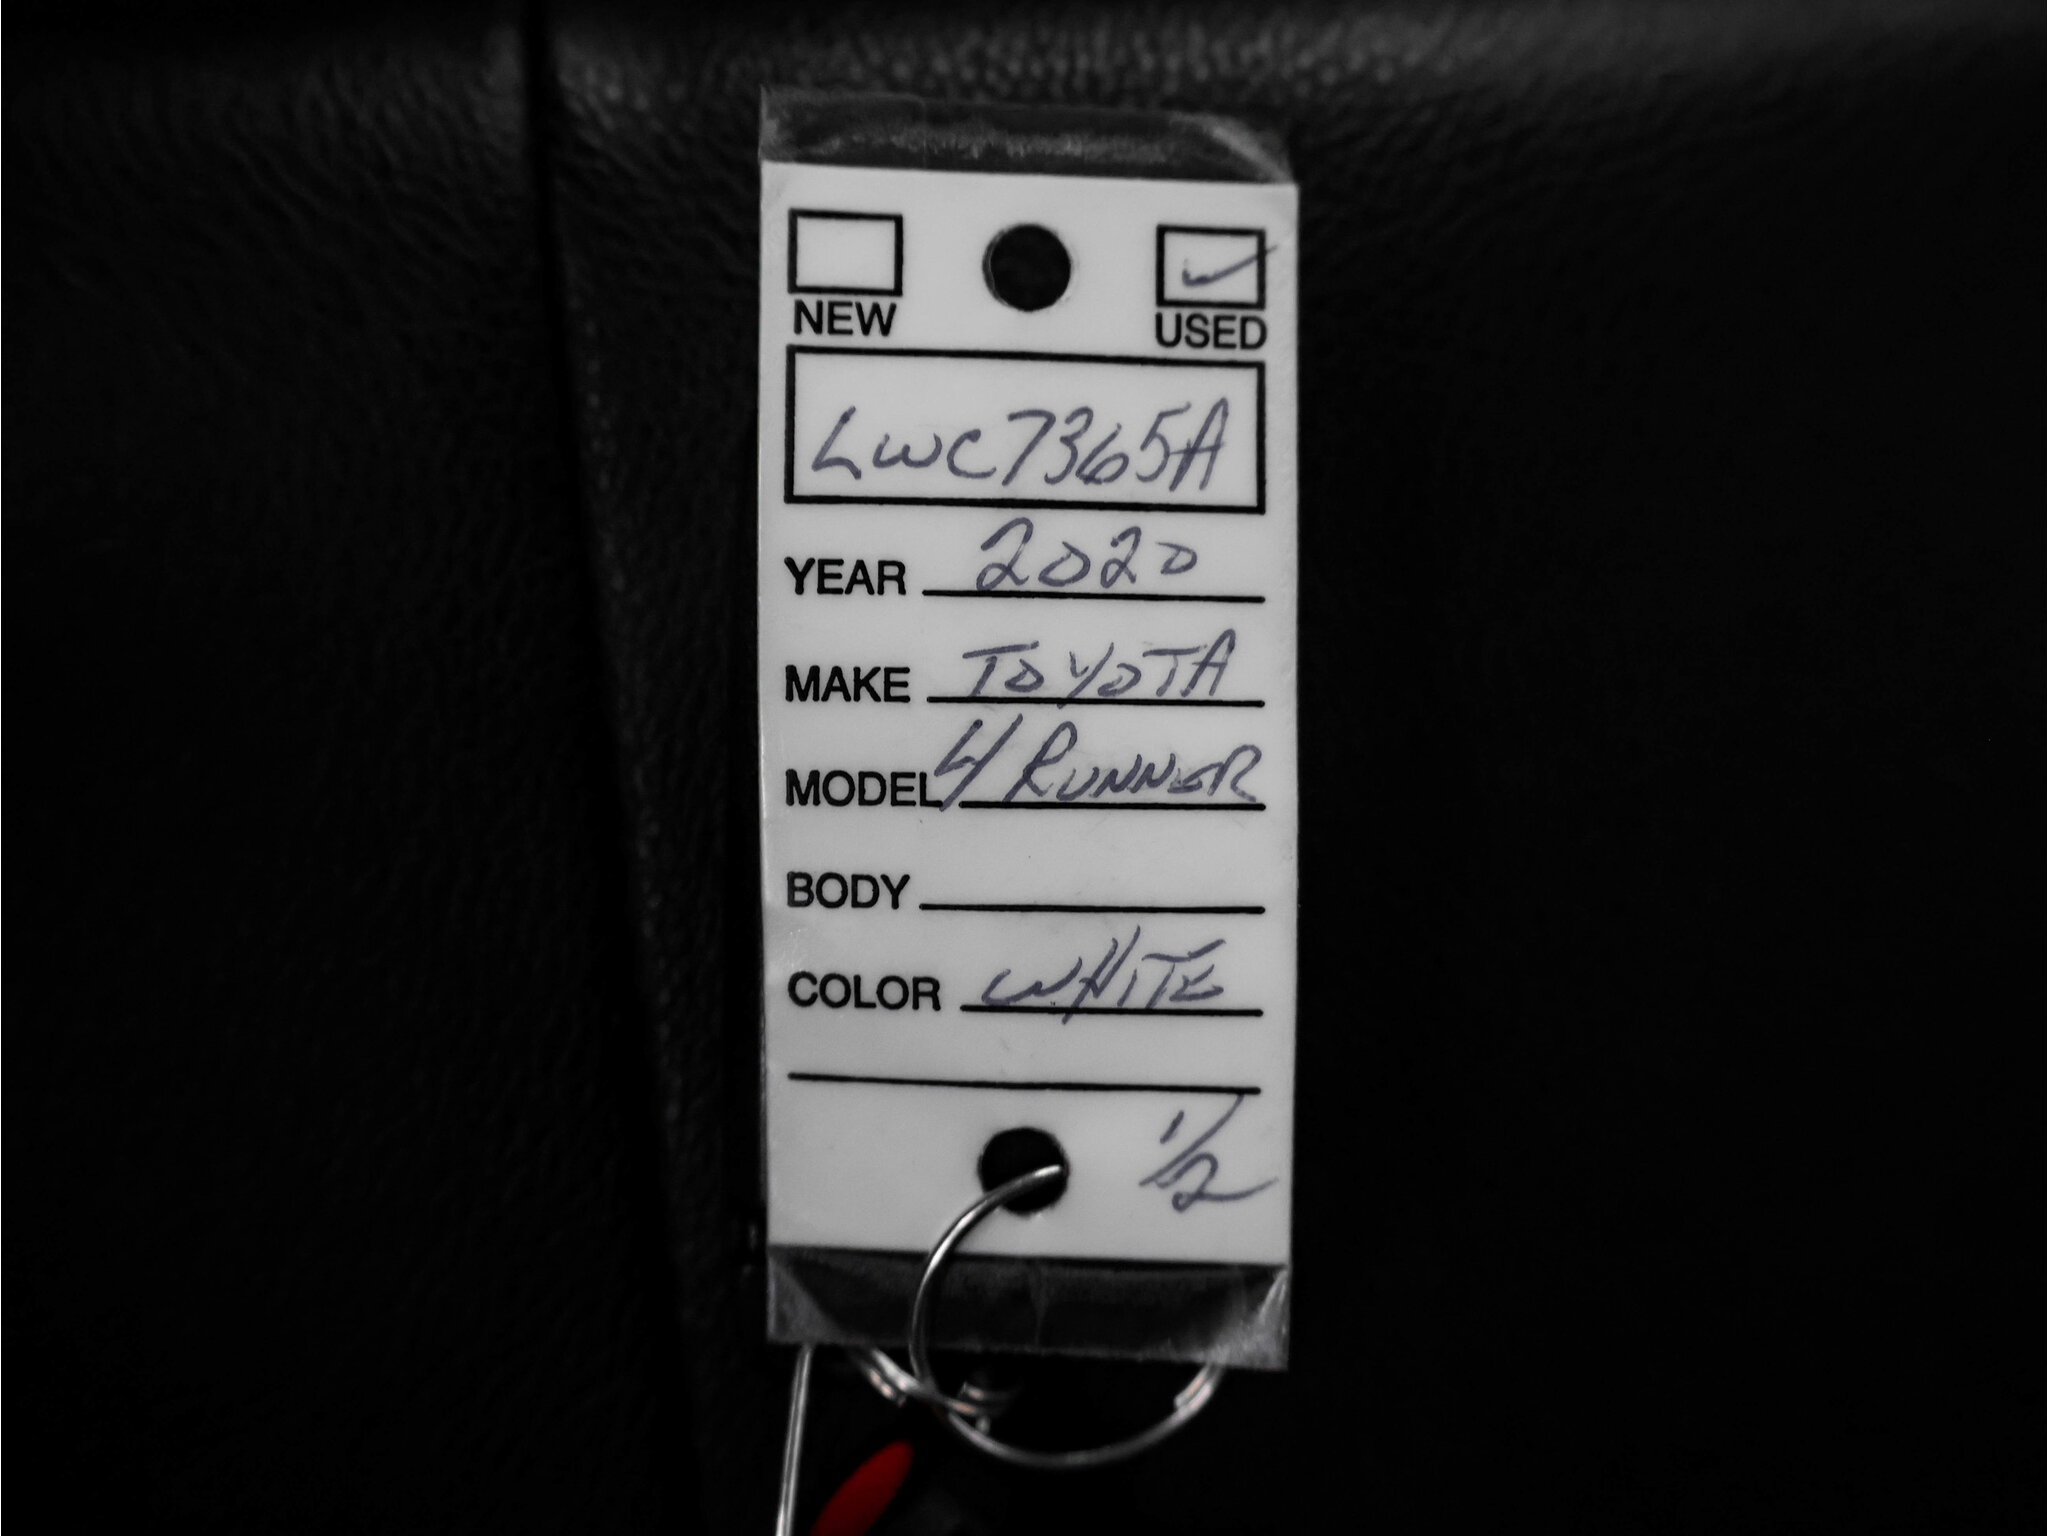 NEW USED
LWC7365A
YEAR 2020
MAKE TOYOTA
MODEL 4 RUNNER
BODY
COLOR WHITE
1/2